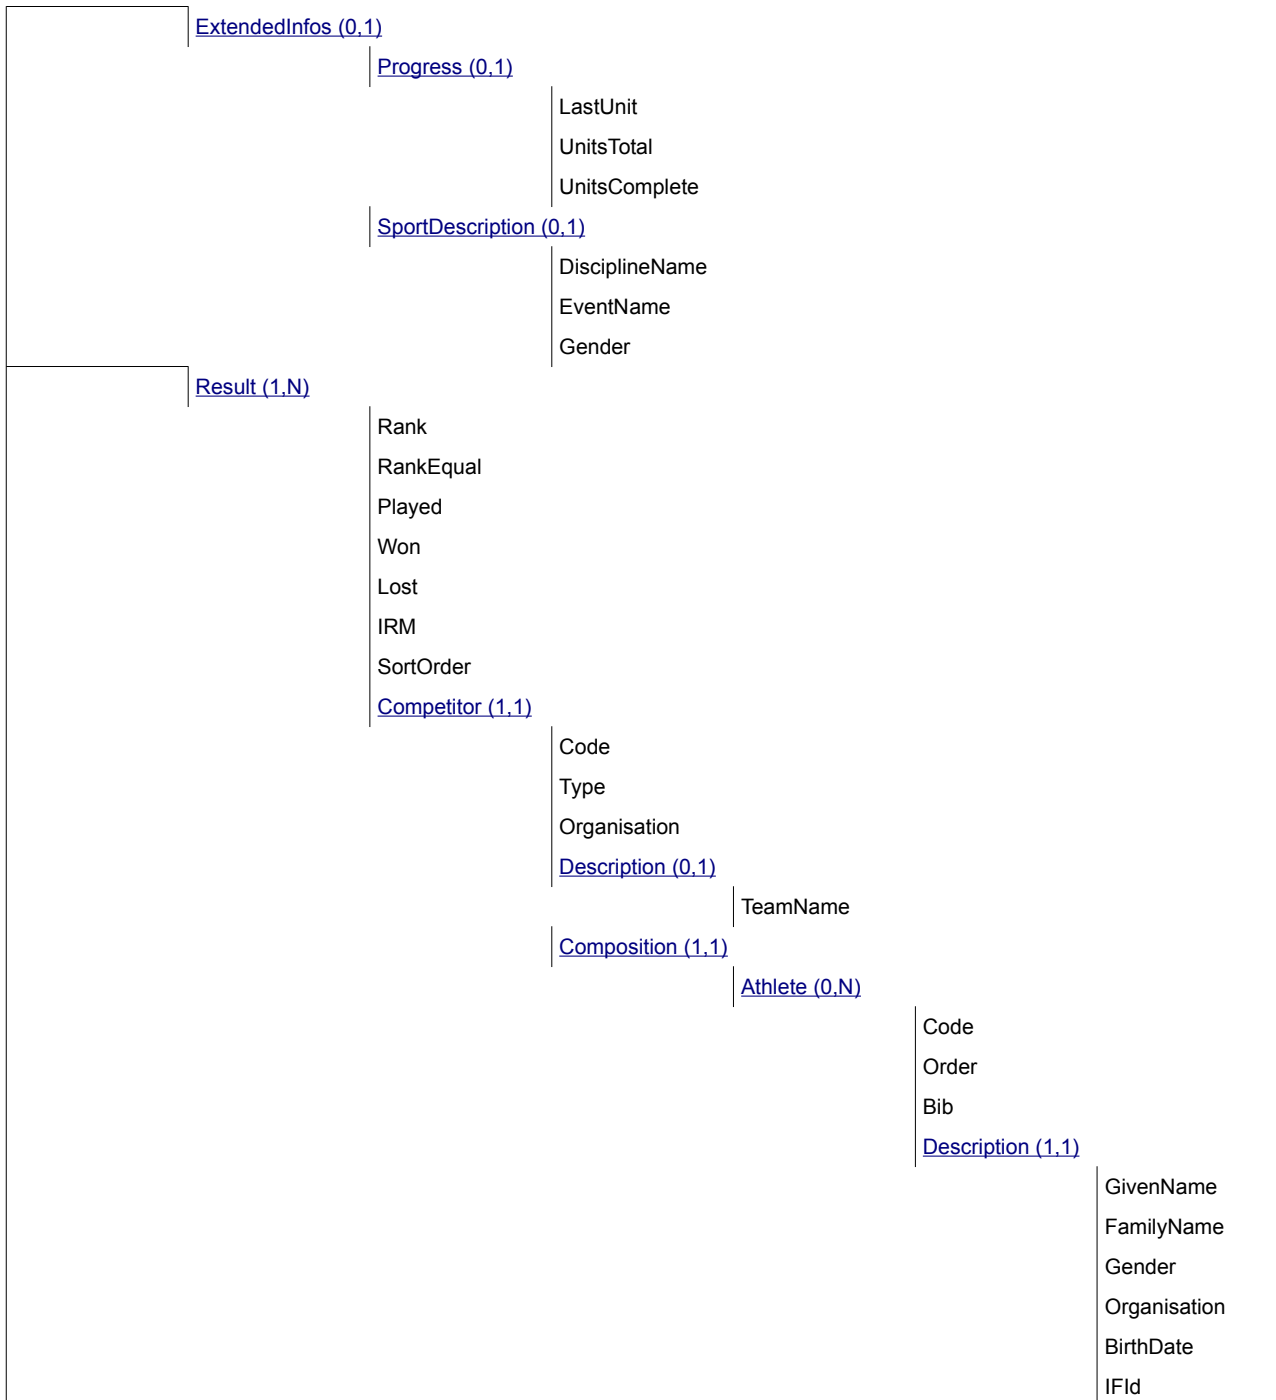 ExtendedInfos (0,1)
Progress (0,1)
LastUnit
UnitsTotal
UnitsComplete
SportDescription (0,1)
DisciplineName
EventName
Gender
Result (1,N)
Rank
RankEqual
Played
Won
Lost
IRM
SortOrder
Competitor (1,1)
Code
Type
Organisation
Description (0,1)
TeamName
Composition (1,1)
Athlete (0,N)
Code
Order
Bib
Description (1,1)
GivenName
FamilyName
Gender
Organisation
BirthDate
IFId